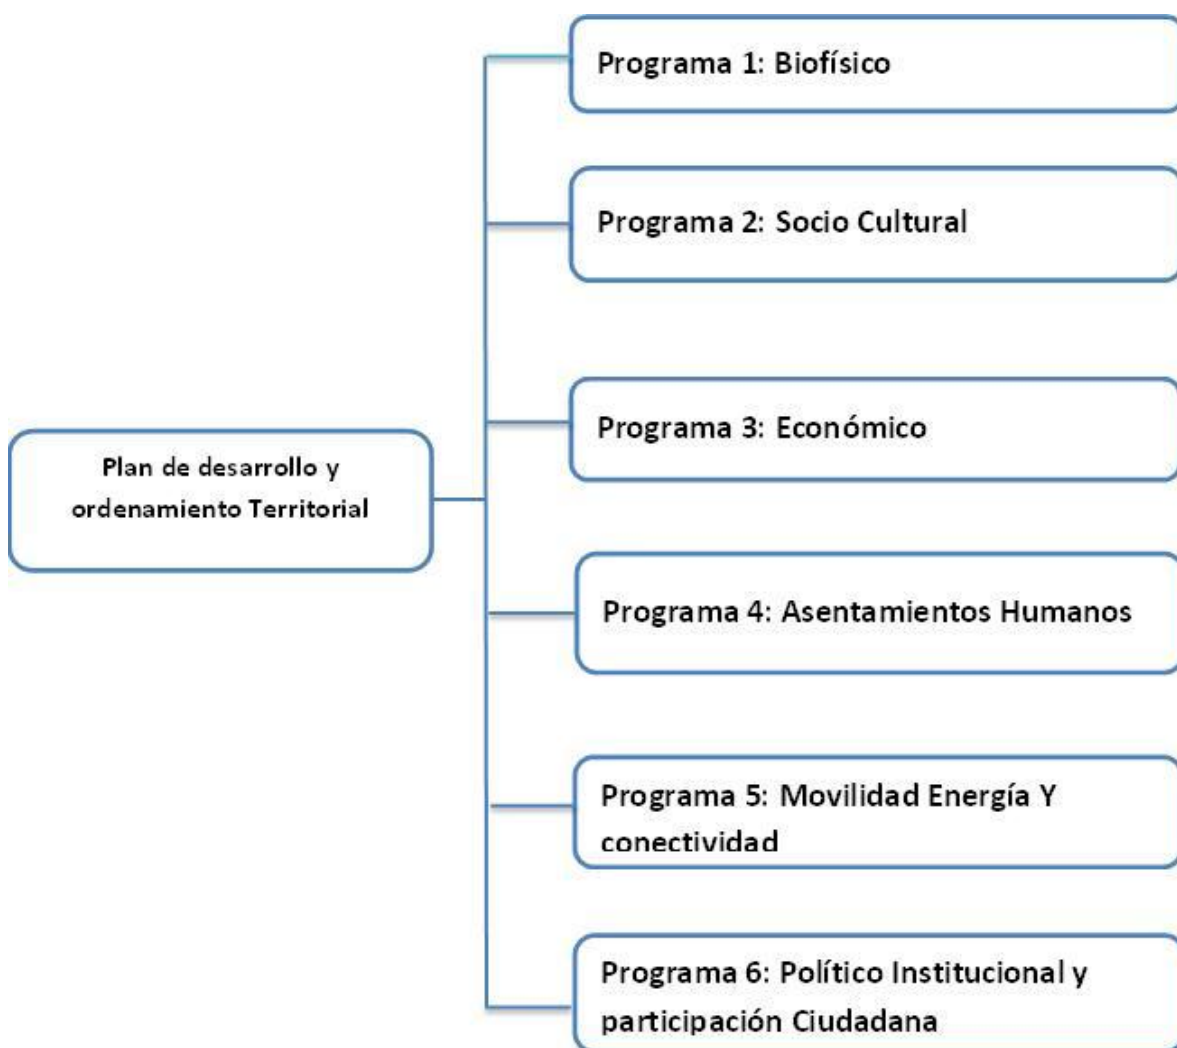 Programa 1: Biofísico
Programa 2: Socio Cultural
Programa 3: Económico
Plan de desarrollo y
ordenamiento Territorial
Programa 4: Asentamientos Humanos
Programa 5: Movilidad Energía Y
conectividad
Programa 6: Político Institucional y
participación Ciudadana